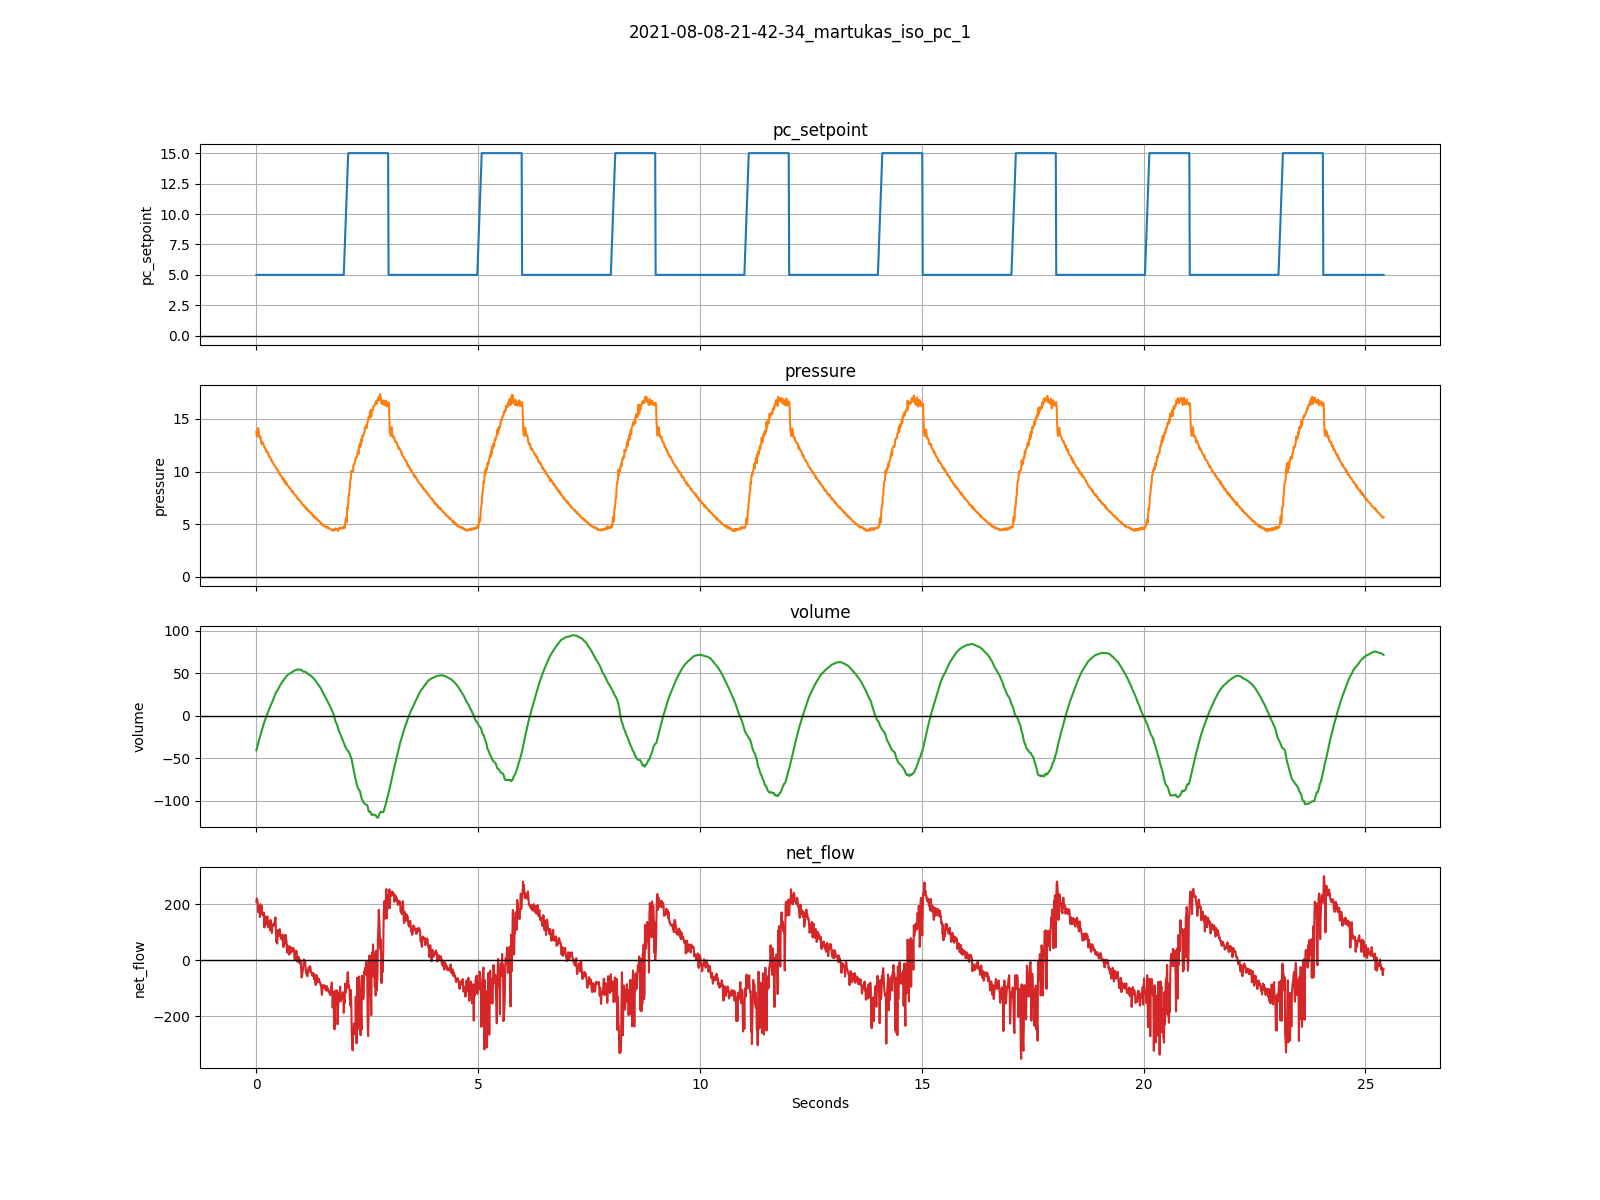 2021-08-08-21-42-34_martukas_iso_pc_1
pc_setpoint
pc_setpoint
15.0
12.5
10.0
7.5
5.0
2.5
0.0
pressure
pressure
15
10
5
0
volume
volume
100
50
0
−50
−100
net_flow
net_flow
200
0
−200
0 5 10 15 20 25
Seconds